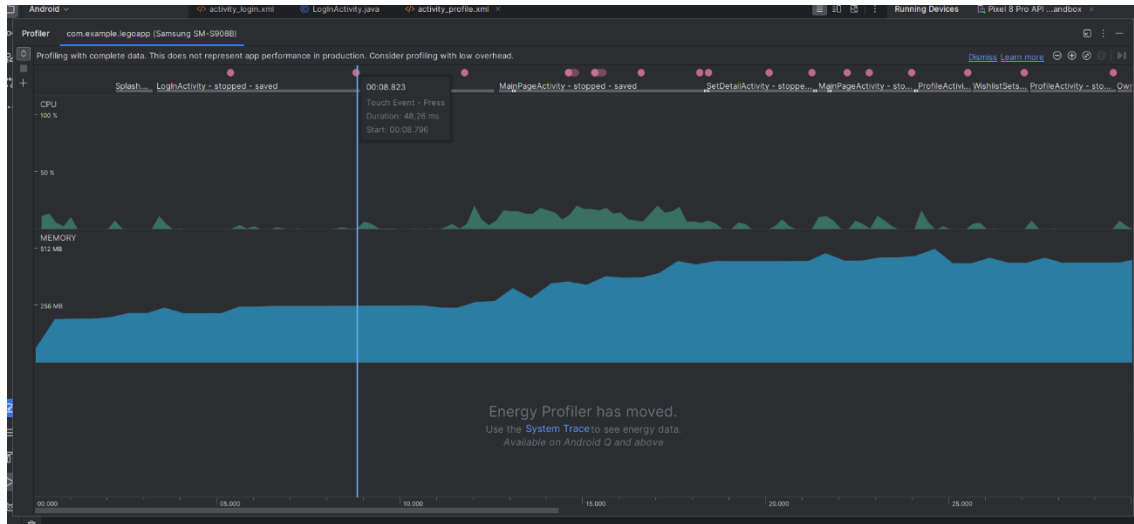 Android
activity_login.xml
LogInActivity.java
activity_profile.xml
Running Devices
Pixel 8 Pro API ...andbox
Profiler
com.example.legoapp (Samsung SM-S908B)
Profiling with complete data. This does not represent app performance in production. Consider profiling with low overhead.
Dismiss Learn more
Splash... LogInActivity - stopped - saved
MainPageActivity - stopped - saved
SetDetailActivity - stoppe...
MainPageActivity - sto...
ProfileActivi...
WishlistSets...
ProfileActivity - sto...
Own
00:08.823
Touch Event - Press
Duration: 48,26 ms
Start: 00:08.796
CPU
100 %
50 %
MEMORY
512 MB
256 MB
Energy Profiler has moved.
Use the System Trace to see energy data.
Available on Android Q and above
00.000 05.000 10.000 15.000 20.000 25.000